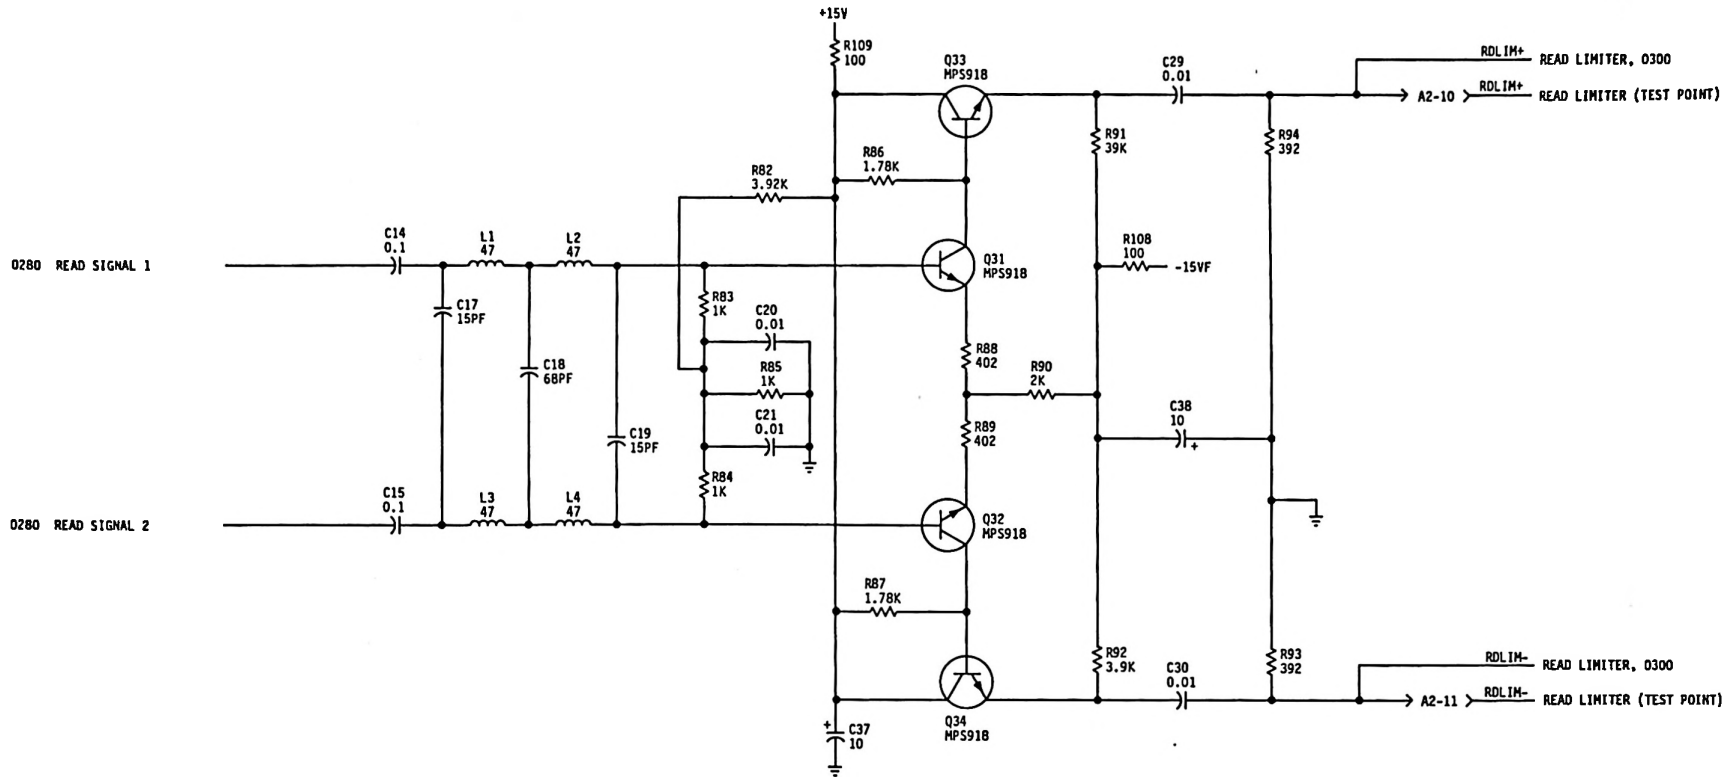 +15V
R109
100
Q33
MPS918
C29
0.01
RDLIM+
READ LIMITER, 0300
A2-10
RDLIM+
READ LIMITER (TEST POINT)
R91
39K
R94
392
R86
1.78K
R82
3.92K
C14
0.1
L1
47
L2
47
0280 READ SIGNAL 1
Q31
MPS918
R108
100
-15VF
C17
15PF
R83
1K
C20
0.01
C18
68PF
R85
1K
R88
402
R90
2K
C21
0.01
C38
10
+
C19
15PF
R89
402
R84
1K
C15
0.1
L3
47
L4
47
0280 READ SIGNAL 2
Q32
MPS918
R87
1.78K
R92
3.9K
C30
0.01
R93
392
RDLIM-
READ LIMITER, 0300
A2-11
RDLIM-
READ LIMITER (TEST POINT)
+
C37
10
Q34
MPS918